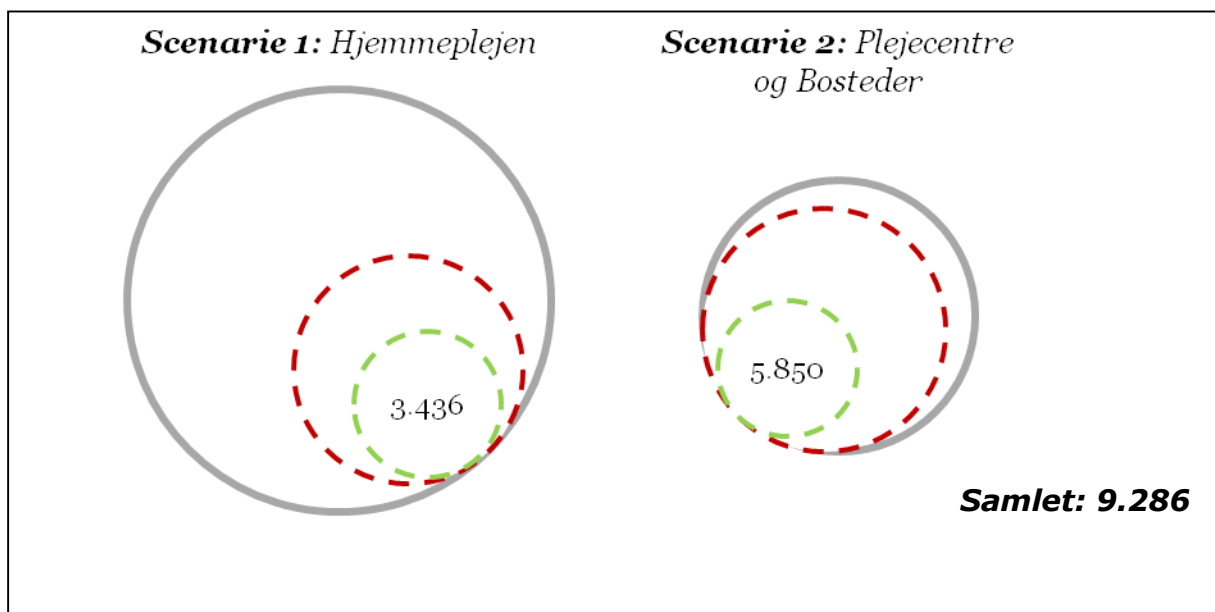 Scenarie 1: Hjemmeplejen
Scenarie 2: Plejecentre
og Bosteder
3.436
5.850
Samlet: 9.286